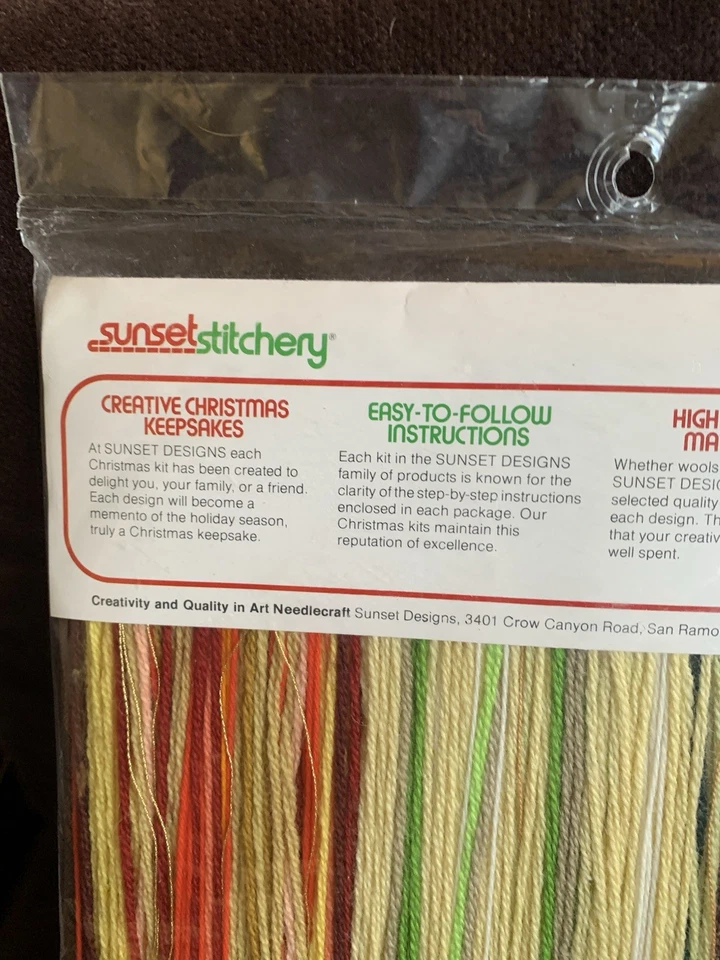 sunsetstitchery®
CREATIVE CHRISTMAS
KEEPSAKES
At SUNSET DESIGNS each
Christmas kit has been created to
delight you, your family, or a friend.
Each design will become a
memento of the holiday season,
truly a Christmas keepsake.
EASY-TO-FOLLOW
INSTRUCTIONS
Each kit in the SUNSET DESIGNS
family of products is known for the
clarity of the step-by-step instructions
enclosed in each package. Our
Christmas kits maintain this
reputation of excellence.
HIGH
MA
Whether wools
SUNSET DESIG
selected quality
each design. Th
that your creativ
well spent.
Creativity and Quality in Art Needlecraft Sunset Designs, 3401 Crow Canyon Road, San Ramo